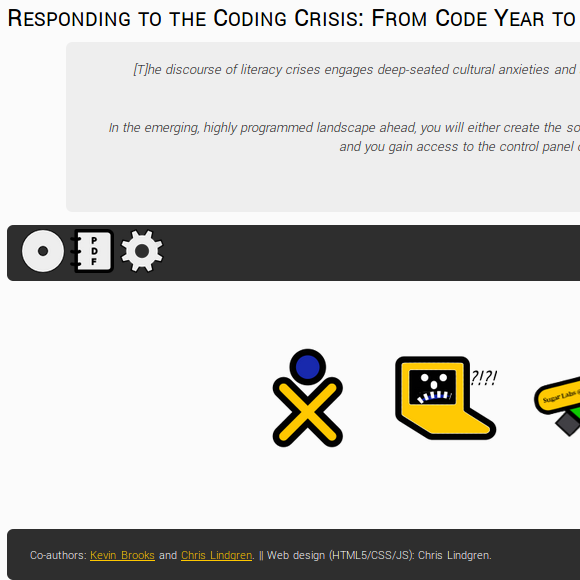 Responding to the Coding Crisis: From Code Year to
[T]he discourse of literacy crises engages deep-seated cultural anxieties and
In the emerging, highly programmed landscape ahead, you will either create the so
and you gain access to the control panel
PDF
?!?!
Sugar Labs
Co-authors: Kevin Brooks and Chris Lindgren. || Web design (HTML5/CSS/JS): Chris Lindgren.